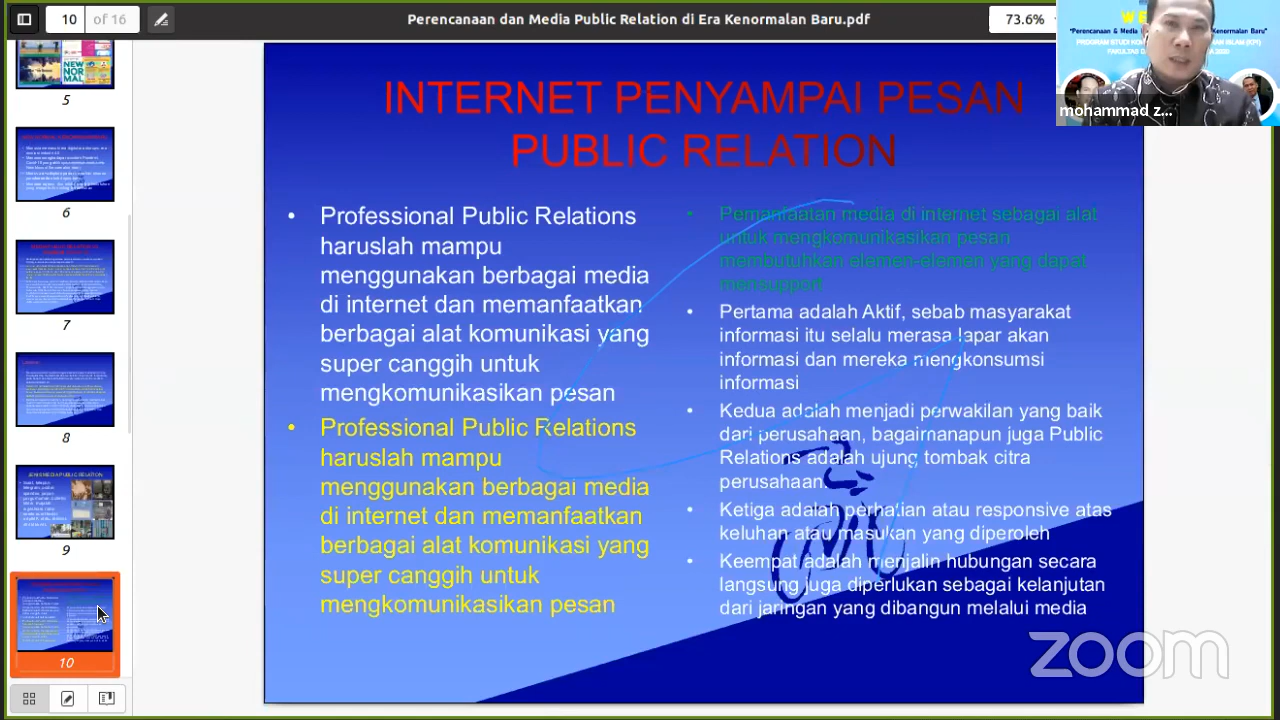 10 of 16
Perencanaan dan Media Public Relation di Era Kenormalan Baru.pdf
73.6%
mohammad z...
INTERNET PENYAMPAI PESAN
PUBLIC RELATION
• Professional Public Relations
haruslah mampu
menggunakan berbagai media
di internet dan memanfaatkan
berbagai alat komunikasi yang
super canggih untuk
mengkomunikasikan pesan
• Professional Public Relations
haruslah mampu
menggunakan berbagai media
di internet dan memanfaatkan
berbagai alat komunikasi yang
super canggih untuk
mengkomunikasikan pesan
• Pemanfaatan media di internet sebagai alat
untuk mengkomunikasikan pesan
membutuhkan elemen-elemen yang dapat
mensupport
• Pertama adalah Aktif, sebab masyarakat
informasi itu selalu merasa lapar akan
informasi dan mereka mengkonsumsi
informasi
• Kedua adalah menjadi perwakilan yang baik
dari perusahaan, bagaimanapun juga Public
Relations adalah ujung tombak citra
perusahaan.
• Ketiga adalah perhatian atau responsive atas
keluhan atau masukan yang diperoleh
• Keempat adalah menjalin hubungan secara
langsung juga diperlukan sebagai kelanjutan
dari jaringan yang dibangun melalui media
NEW
NORMAL
5
6
7
8
JENIS MEDIA PUBLIC RELATION
9
10
zoom